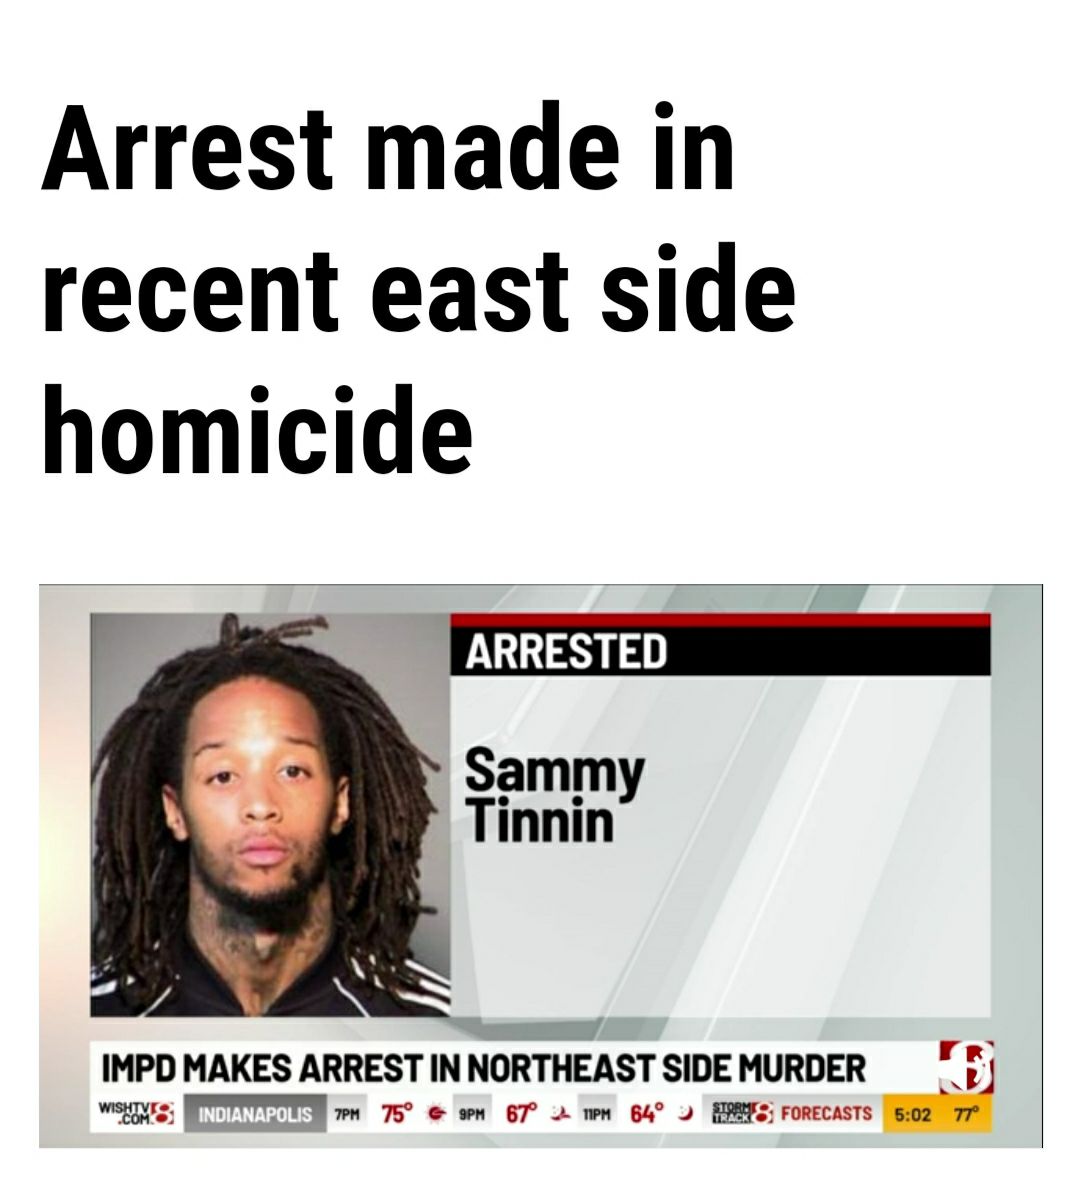 Arrest made in
recent east side
homicide
ARRESTED
Sammy
Tinnin
IMPD MAKES ARREST IN NORTHEAST SIDE MURDER
8
WISHTV8 .COM INDIANAPOLIS 7PM 75° 9PM 67° 11PM 64° STORM TRACK 8 FORECASTS 5:02 77°